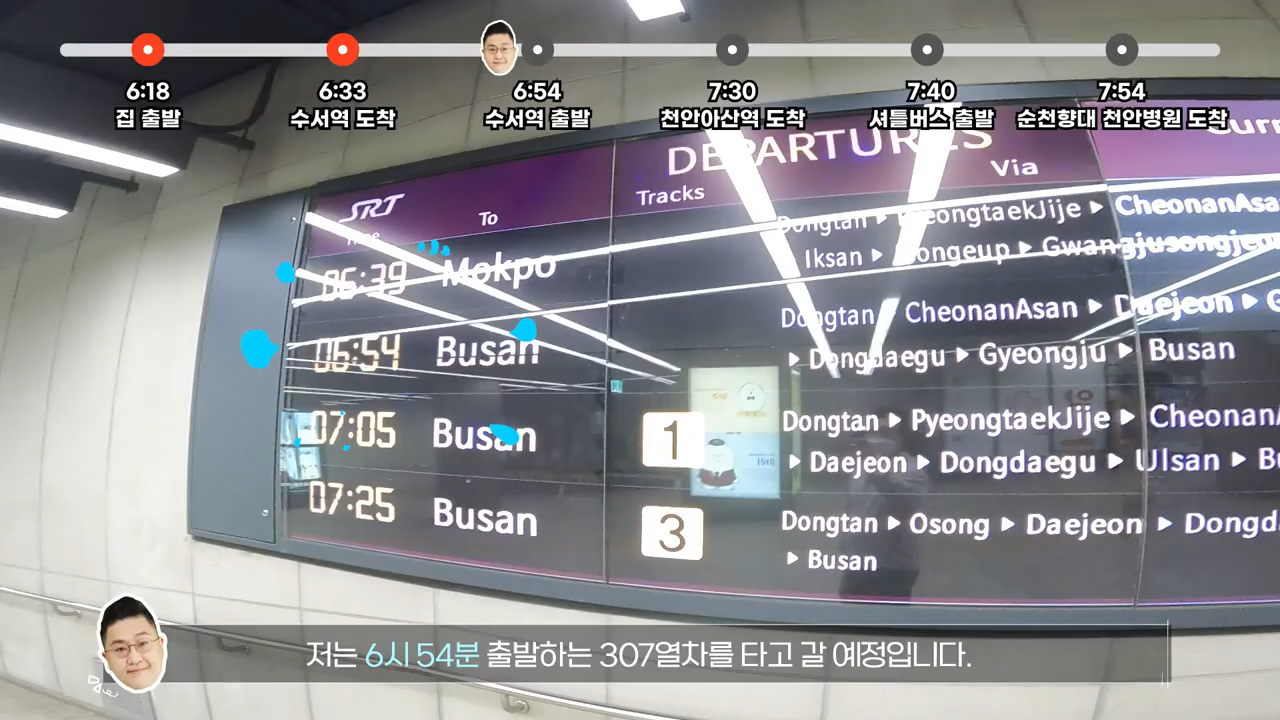 6:18
집 출발
6:33
수서역 도착
6:54
수서역 출발
7:30
천안아산역 도착
7:40
셔틀버스 출발
7:54
순천향대 천안병원 도착
DEPARTURES
SRT
To
Tracks
Via
06:39 Mokpo
Dongtan ▶ PyeongtaekJije ▶ CheonanAsa
Iksan ▶ Jeongeup ▶ Gwangjusongjeo
06:54 Busan
Dongtan ▶ CheonanAsan ▶ Daejeon ▶
▶ Dongdaegu ▶ Gyeongju ▶ Busan
07:05 Busan 1
Dongtan ▶ PyeongtaekJije ▶ Cheonan
▶ Daejeon ▶ Dongdaegu ▶ Ulsan ▶ Bu
07:25 Busan 3
Dongtan ▶ Osong ▶ Daejeon ▶ Dongd
▶ Busan
저는 6시 54분 출발하는 307열차를 타고 갈 예정입니다.